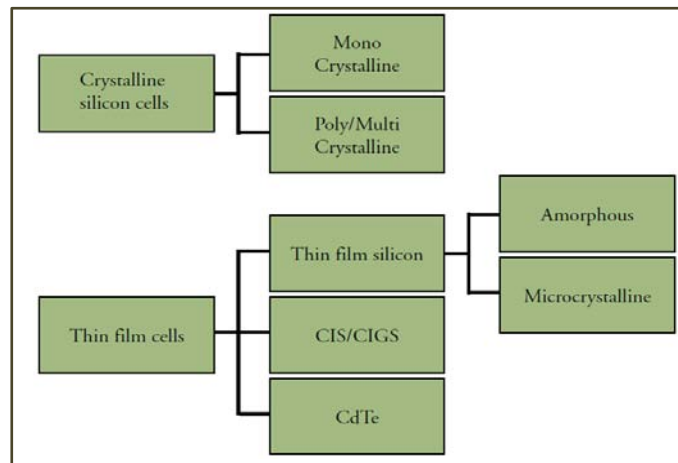 Mono
Crystalline
Crystalline
silicon cells
Poly/Multi
Crystalline
Thin film silicon
Amorphous
Microcrystalline
Thin film cells
CIS/CIGS
CdTe